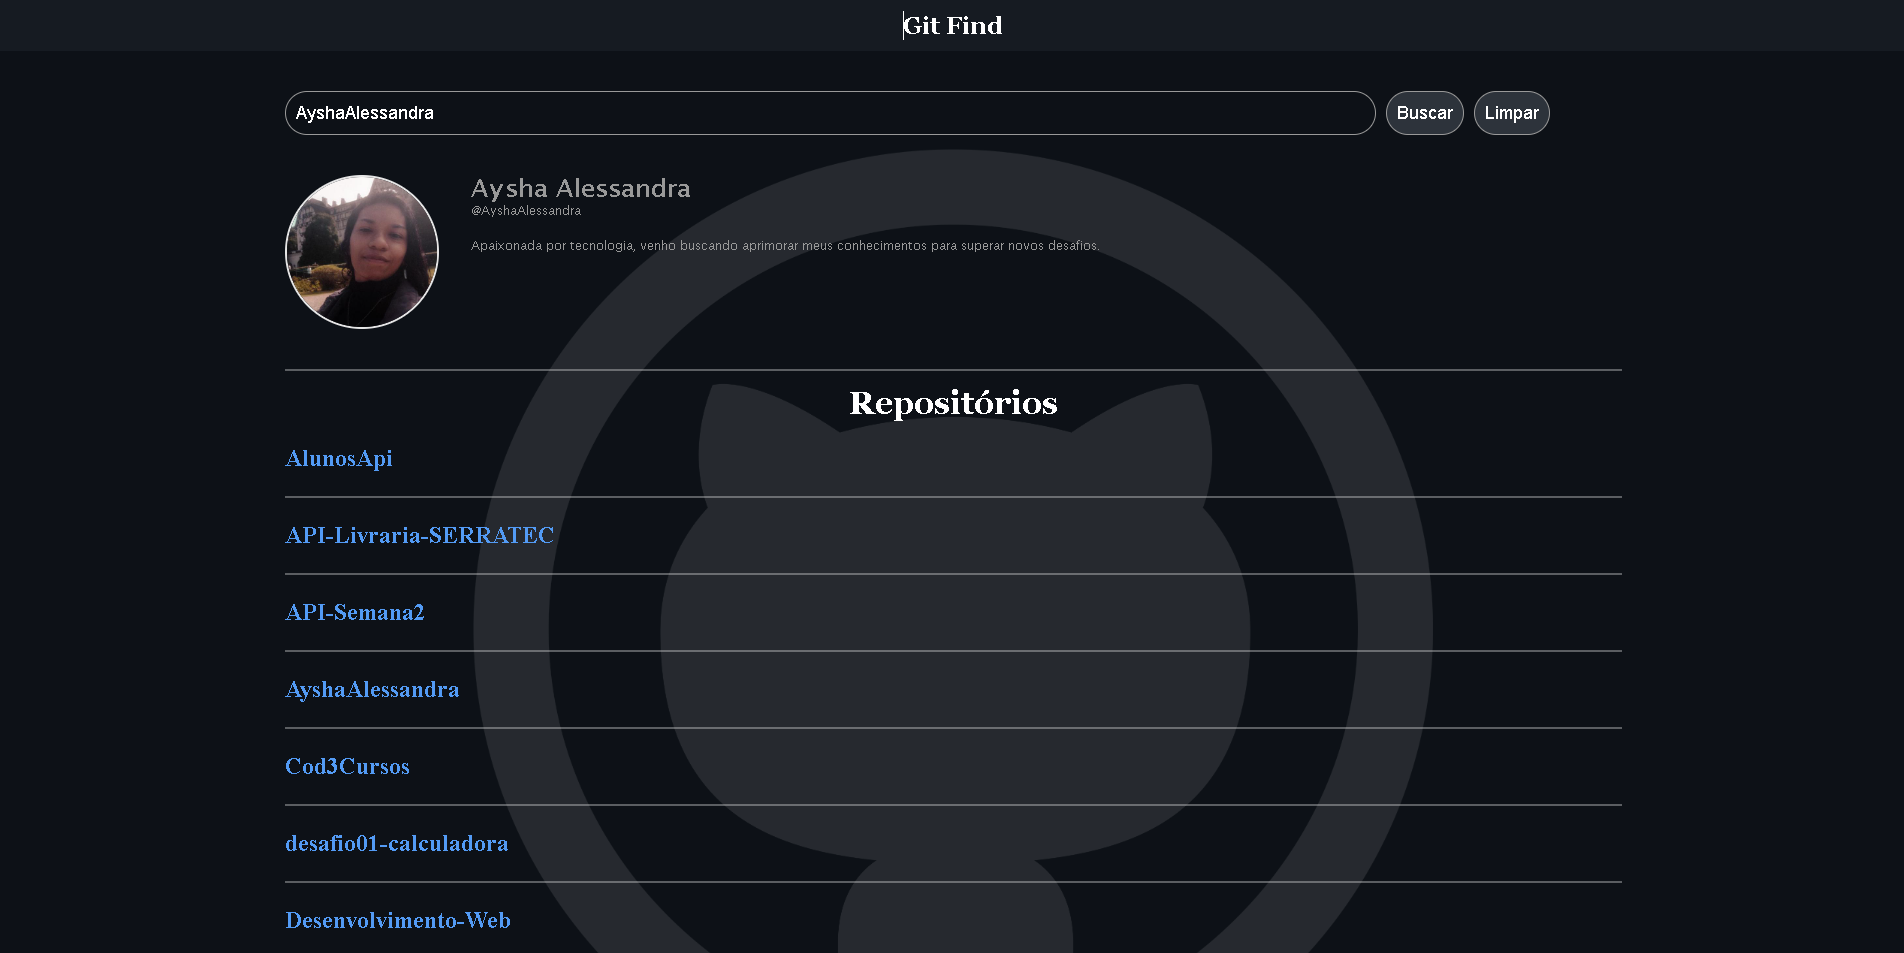 Git Find
AyshaAlessandra
Buscar
Limpar
Aysha Alessandra
@AyshaAlessandra
Apaixonada por tecnologia, venho buscando aprimorar meus conhecimentos para superar novos desafios.
Repositórios
AlunosApi
API-Livraria-SERRATEC
API-Semana2
AyshaAlessandra
Cod3Cursos
desafio01-calculadora
Desenvolvimento-Web